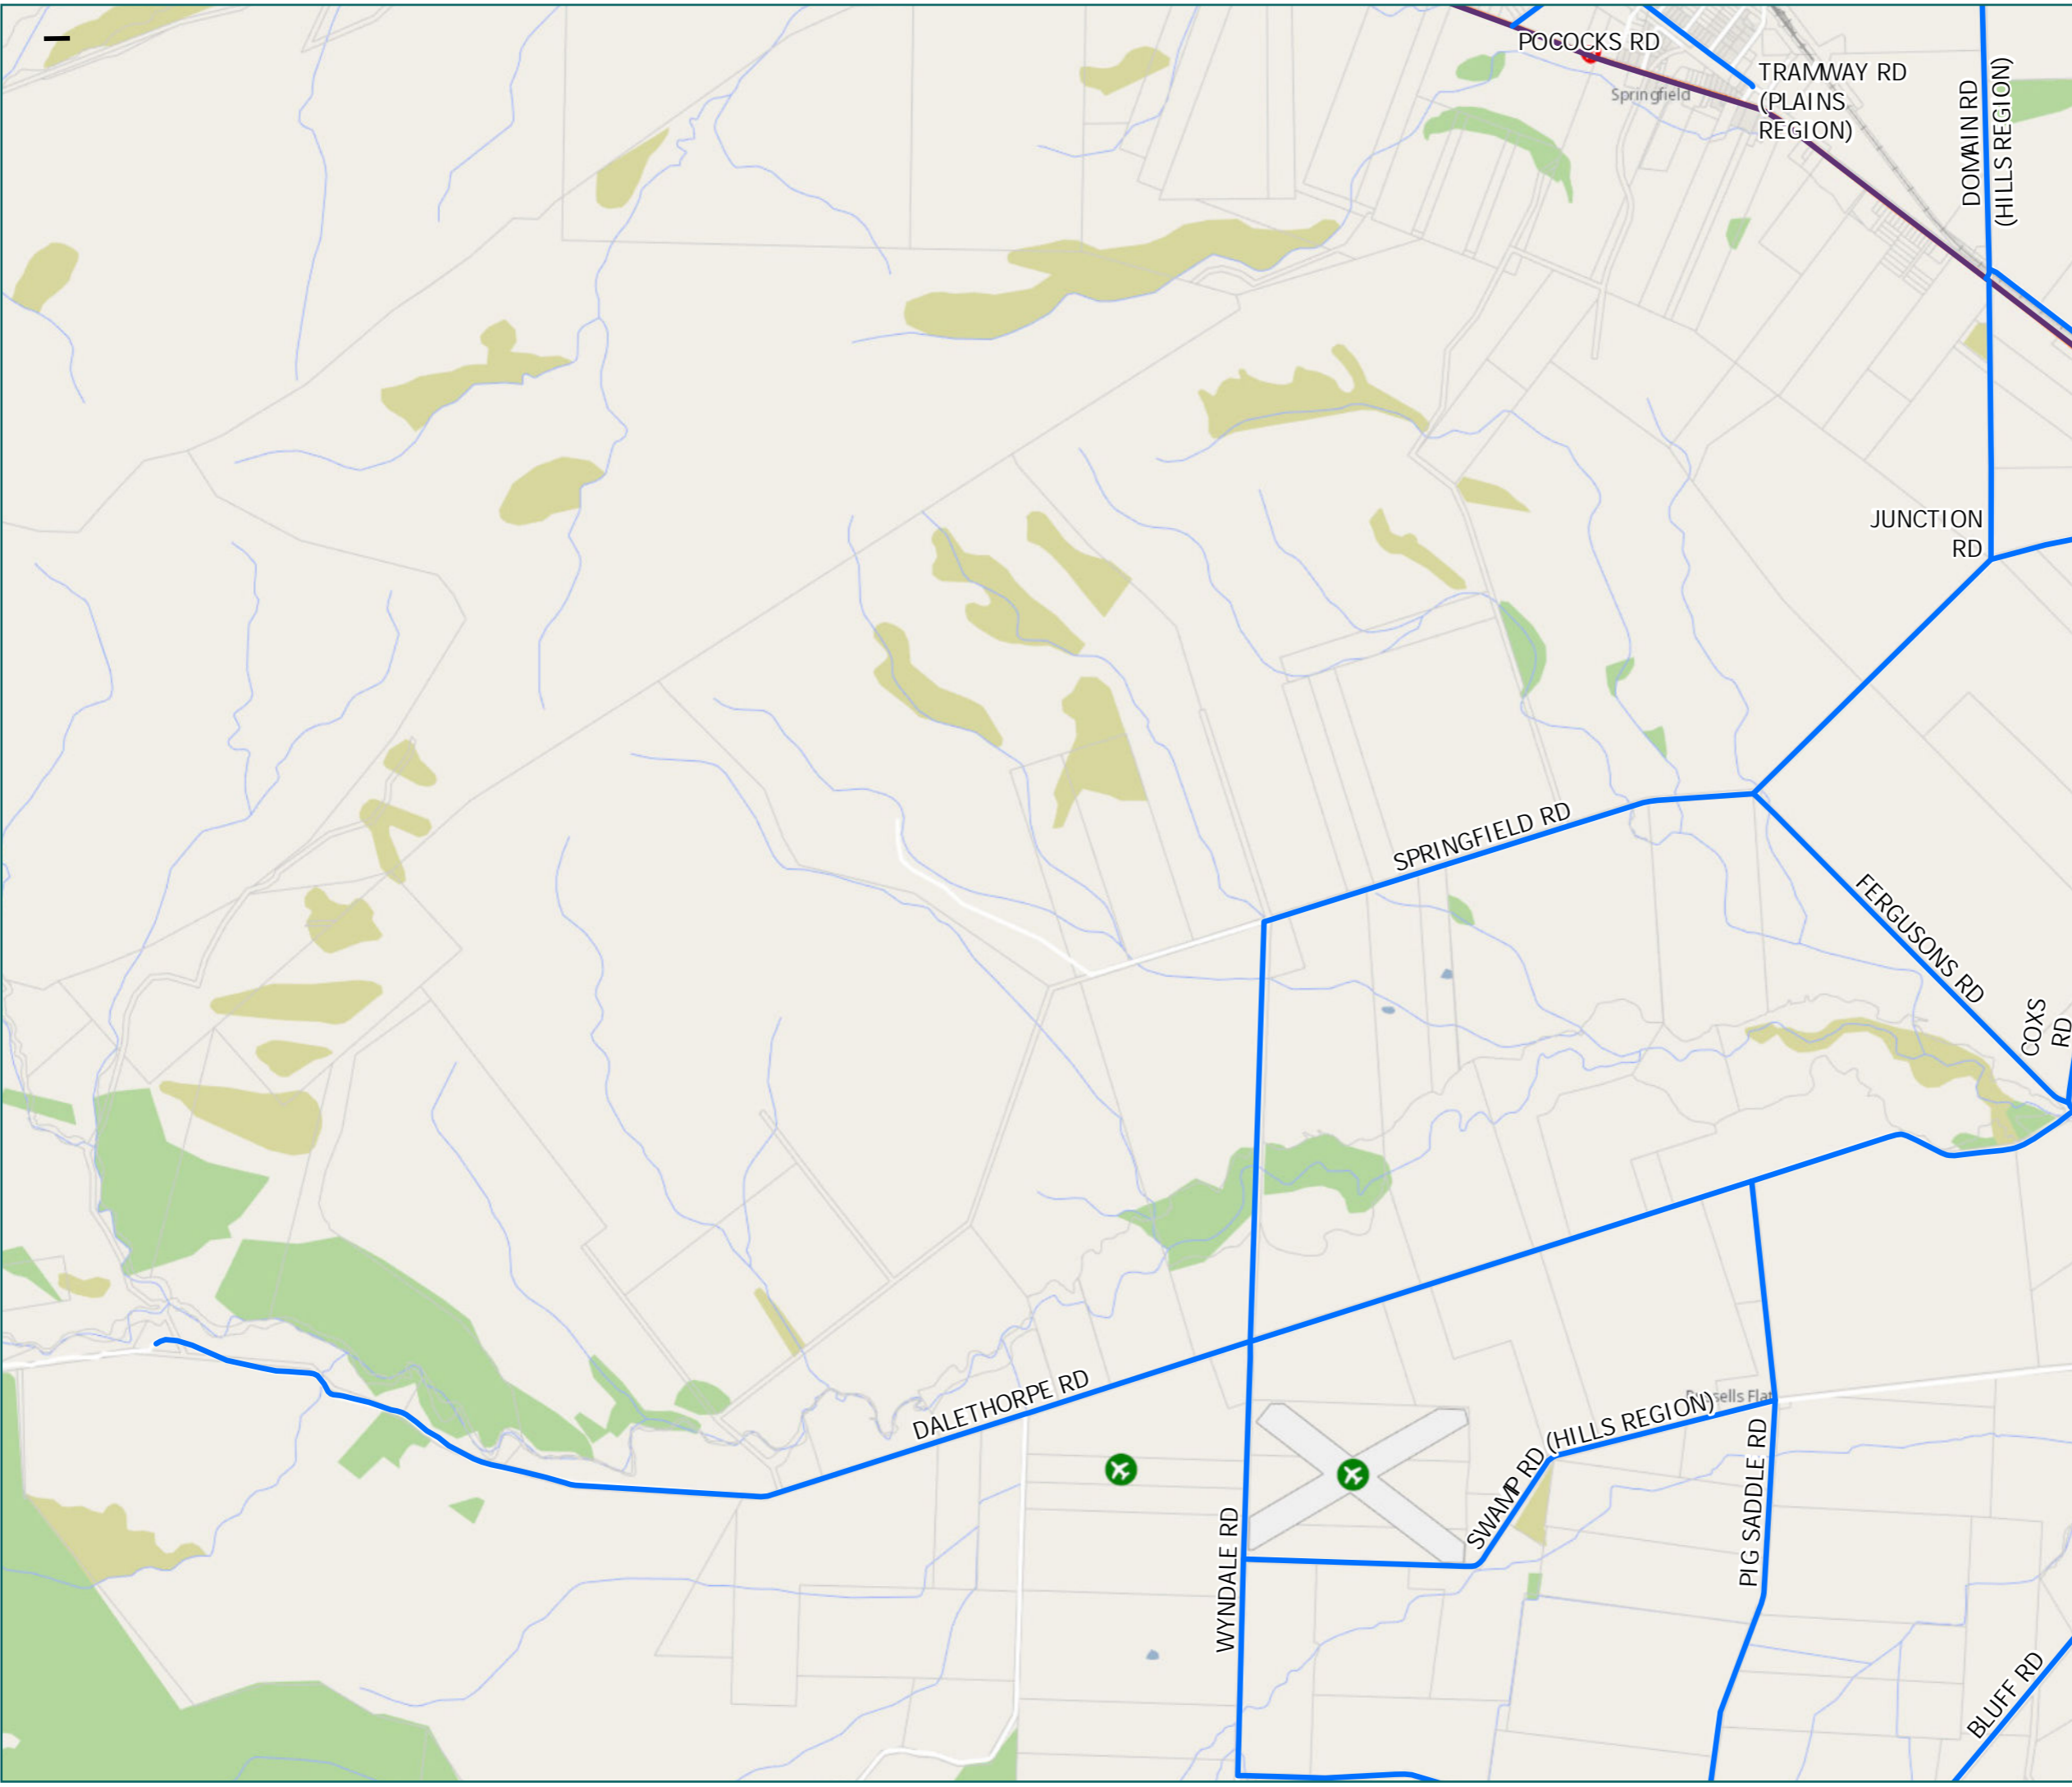 POCOCKS RD
TRAMWAY RD
(PLAINS
REGION)
Springfield
DOMAIN RD
(HILLS REGION)
JUNCTION
RD
SPRINGFIELD RD
FERGUSONS RD
COXS
RD
DALETHORPE RD
SWAMP RD (HILLS REGION)
PIG SADDLE RD
WYNDALE RD
BLUFF RD